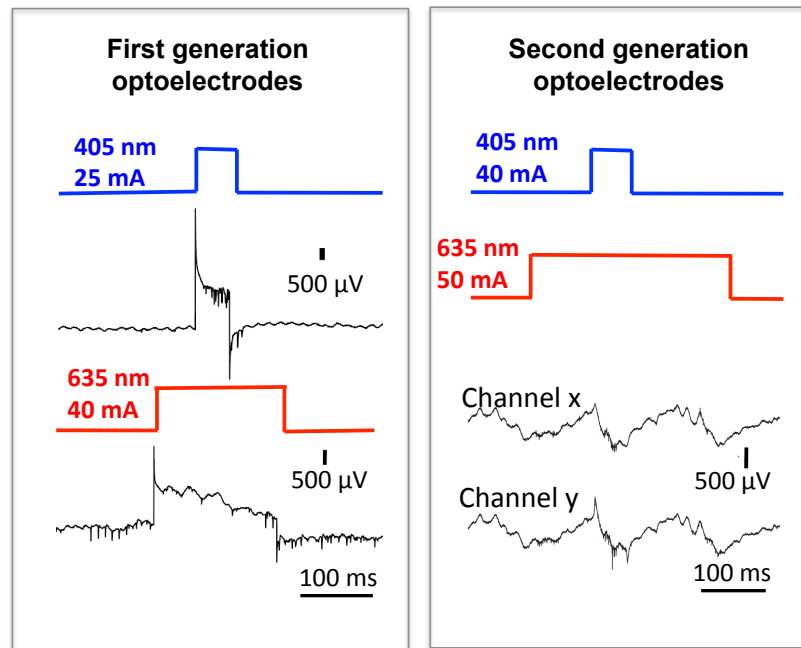 First generation
optoelectrodes
405 nm
25 mA
500 µV
635 nm
40 mA
500 µV
100 ms
Second generation
optoelectrodes
405 nm
40 mA
635 nm
50 mA
Channel x
500 µV
Channel y
100 ms